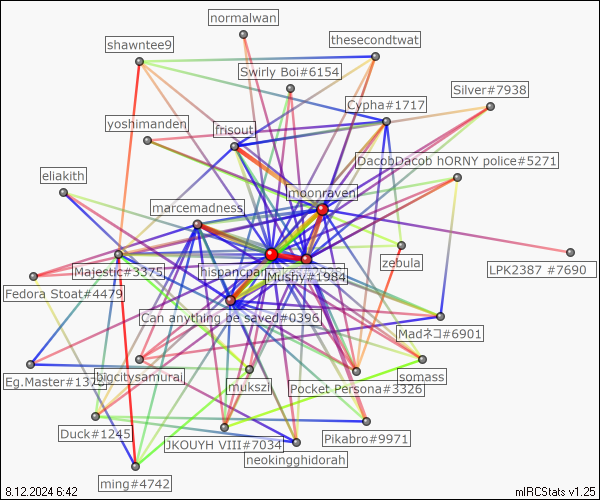 normalwan
shawntee9
thesecondtwat
Swirly Boi#6154
Silver#7938
Cypha#1717
yoshimanden
frisout
DacobDacob hORNY police#5271
eliakith
moonraven
marcemadness
zebula
Majestic#3375
hispancpan
Mushy#1984
LPK2387 #7690
Fedora Stoat#4479
Can anything be saved#0396
Madネコ#6901
Eg.Master#137
bigcitysamurai
mukszi
Pocket Persona#3326
somass
Duck#1245
JKOUYH VIII#7034
Pikabro#9971
neokingghidorah
ming#4742
8.12.2024 6:42
mIRCStats v1.25